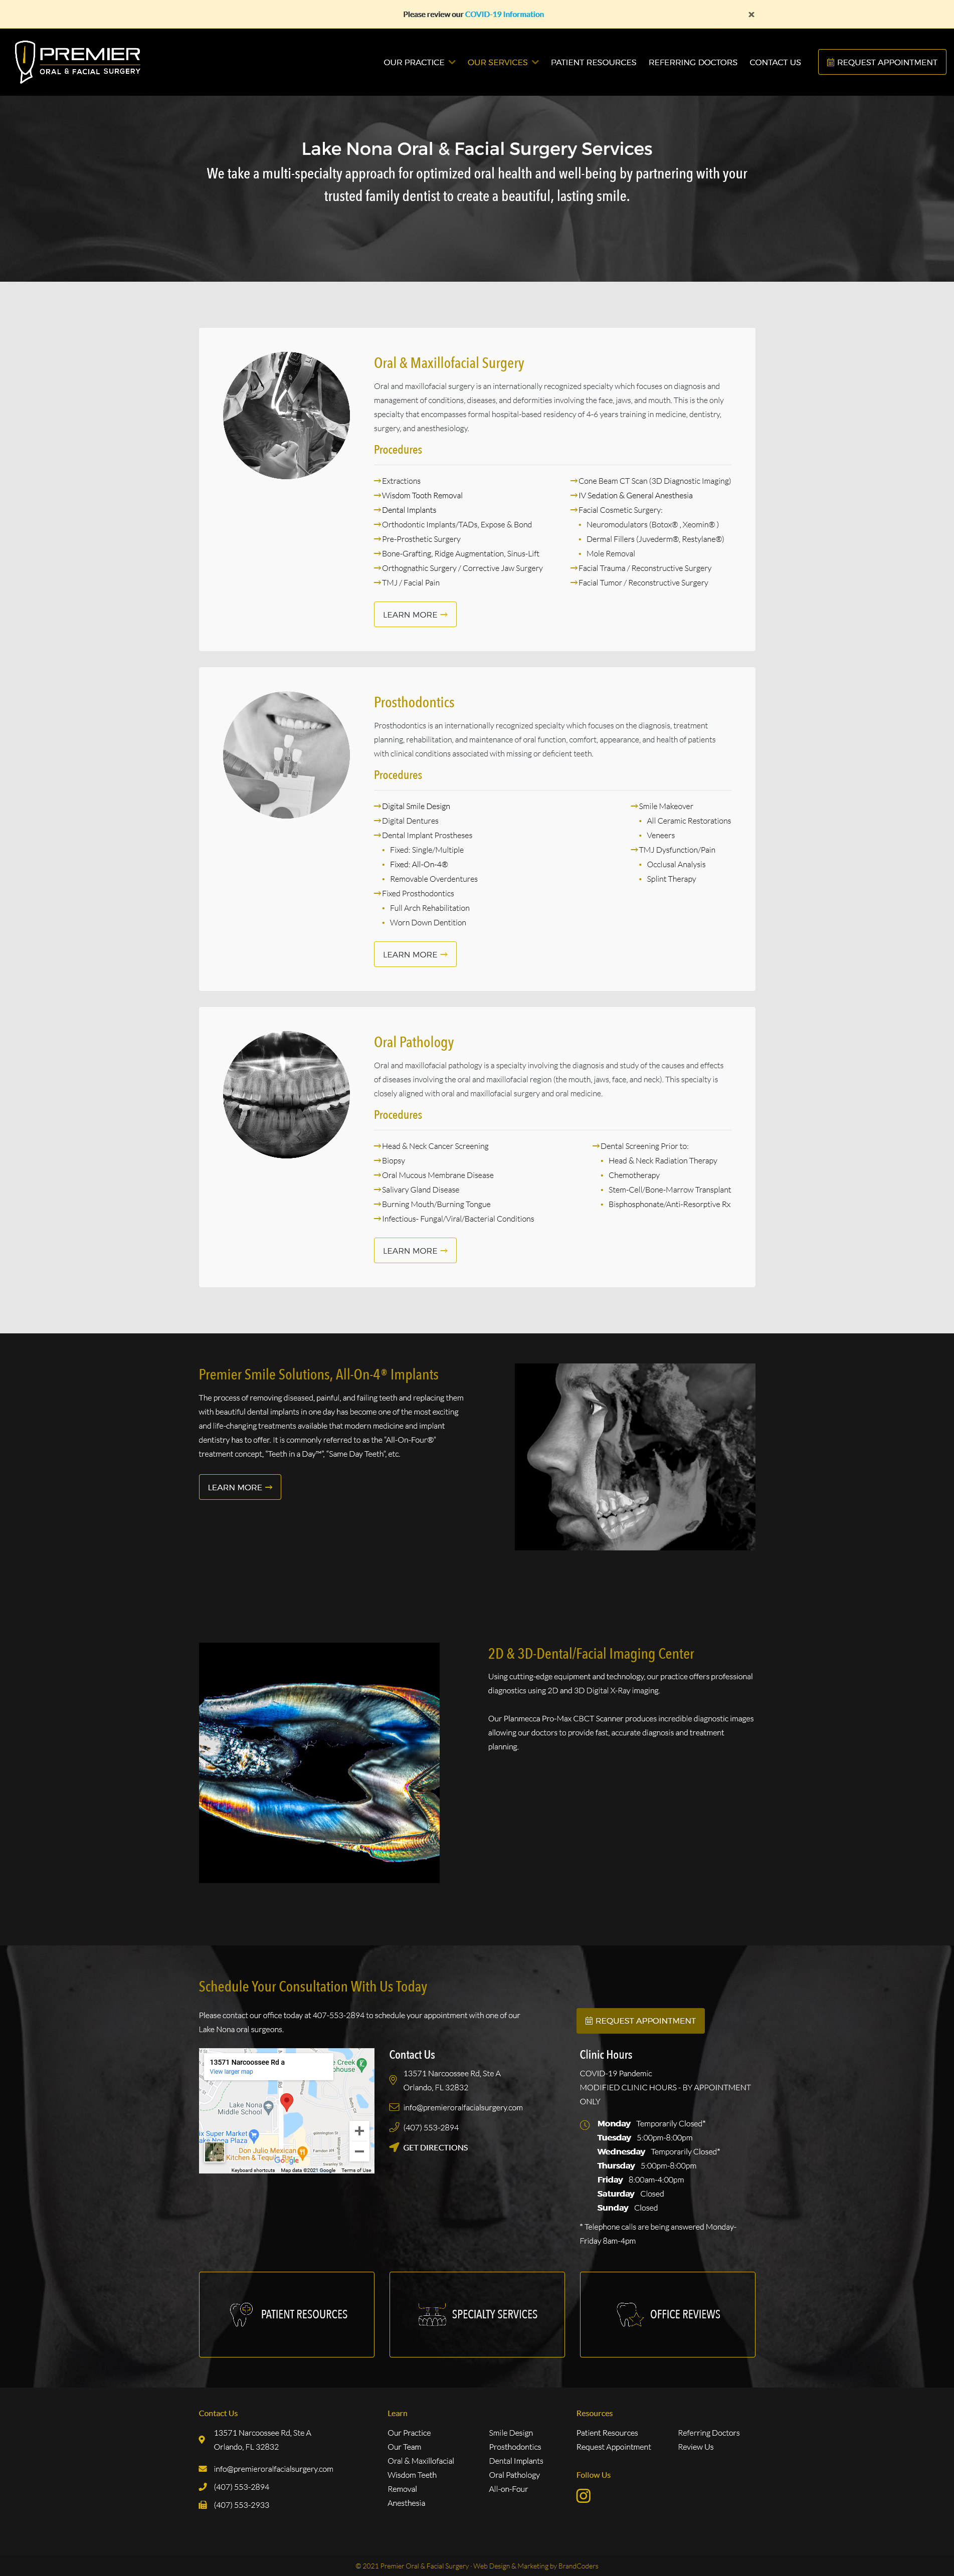 Please review our COVID-19 Information
×
PREMIER
ORAL & FACIAL SURGERY
OUR PRACTICE
OUR SERVICES
PATIENT RESOURCES
REFERRING DOCTORS
CONTACT US
REQUEST APPOINTMENT
Lake Nona Oral & Facial Surgery Services
We take a multi-specialty approach for optimized oral health and well-being by partnering with your
trusted family dentist to create a beautiful, lasting smile.
Oral & Maxillofacial Surgery
Oral and maxillofacial surgery is an internationally recognized specialty which focuses on diagnosis and
management of conditions, diseases, and deformities involving the face, jaws, and mouth. This is the only
specialty that encompasses formal hospital-based residency of 4-6 years training in medicine, dentistry,
surgery, and anesthesiology.
Procedures
Extractions
Wisdom Tooth Removal
Dental Implants
Orthodontic Implants/TADs, Expose & Bond
Pre-Prosthetic Surgery
Bone-Grafting, Ridge Augmentation, Sinus-Lift
Orthognathic Surgery / Corrective Jaw Surgery
TMJ / Facial Pain
Cone Beam CT Scan (3D Diagnostic Imaging)
IV Sedation & General Anesthesia
Facial Cosmetic Surgery:
• Neuromodulators (Botox® , Xeomin® )
• Dermal Fillers (Juvederm®, Restylane®)
• Mole Removal
Facial Trauma / Reconstructive Surgery
Facial Tumor / Reconstructive Surgery
LEARN MORE
Prosthodontics
Prosthodontics is an internationally recognized specialty which focuses on the diagnosis, treatment
planning, rehabilitation, and maintenance of oral function, comfort, appearance, and health of patients
with clinical conditions associated with missing or deficient teeth.
Procedures
Digital Smile Design
Digital Dentures
Dental Implant Prostheses
• Fixed: Single/Multiple
• Fixed: All-On-4®
• Removable Overdentures
Fixed Prosthodontics
• Full Arch Rehabilitation
• Worn Down Dentition
Smile Makeover
• All Ceramic Restorations
• Veneers
TMJ Dysfunction/Pain
• Occlusal Analysis
• Splint Therapy
LEARN MORE
Oral Pathology
Oral and maxillofacial pathology is a specialty involving the diagnosis and study of the causes and effects
of diseases involving the oral and maxillofacial region (the mouth, jaws, face, and neck). This specialty is
closely aligned with oral and maxillofacial surgery and oral medicine.
Procedures
Head & Neck Cancer Screening
Biopsy
Oral Mucous Membrane Disease
Salivary Gland Disease
Burning Mouth/Burning Tongue
Infectious- Fungal/Viral/Bacterial Conditions
Dental Screening Prior to:
• Head & Neck Radiation Therapy
• Chemotherapy
• Stem-Cell/Bone-Marrow Transplant
• Bisphosphonate/Anti-Resorptive Rx
LEARN MORE
Premier Smile Solutions, All-On-4® Implants
The process of removing diseased, painful, and failing teeth and replacing them
with beautiful dental implants in one day has become one of the most exciting
and life-changing treatments available that modern medicine and implant
dentistry has to offer. It is commonly referred to as the “All-On-Four®”
treatment concept, “Teeth in a Day™”, “Same Day Teeth”, etc.
LEARN MORE
2D & 3D-Dental/Facial Imaging Center
Using cutting-edge equipment and technology, our practice offers professional
diagnostics using 2D and 3D Digital X-Ray imaging.
Our Planmecca Pro-Max CBCT Scanner produces incredible diagnostic images
allowing our doctors to provide fast, accurate diagnosis and treatment
planning.
Schedule Your Consultation With Us Today
Please contact our office today at 407-553-2894 to schedule your appointment with one of our
Lake Nona oral surgeons.
REQUEST APPOINTMENT
13571 Narcoossee Rd a
View larger map
e Creek
Lake Nona
Middle School
x Super Market
Lake Nona Plaza
Don Julio Mexican
Kitchen & Tequila Bar
Google
Keyboard shortcuts
Map data ©2021 Google
Terms of Use
Contact Us
13571 Narcoossee Rd, Ste A
Orlando, FL 32832
info@premieroralfacialsurgery.com
(407) 553-2894
GET DIRECTIONS
Clinic Hours
COVID-19 Pandemic
MODIFIED CLINIC HOURS - BY APPOINTMENT
ONLY
Monday Temporarily Closed*
Tuesday 5:00pm-8:00pm
Wednesday Temporarily Closed*
Thursday 5:00pm-8:00pm
Friday 8:00am-4:00pm
Saturday Closed
Sunday Closed
* Telephone calls are being answered Monday-
Friday 8am-4pm
PATIENT RESOURCES
SPECIALTY SERVICES
OFFICE REVIEWS
Contact Us
13571 Narcoossee Rd, Ste A
Orlando, FL 32832
info@premieroralfacialsurgery.com
(407) 553-2894
(407) 553-2933
Learn
Our Practice
Our Team
Oral & Maxillofacial
Wisdom Teeth
Removal
Anesthesia
Smile Design
Prosthodontics
Dental Implants
Oral Pathology
All-on-Four
Resources
Patient Resources
Request Appointment
Referring Doctors
Review Us
Follow Us
© 2021 Premier Oral & Facial Surgery · Web Design & Marketing by BrandCoders